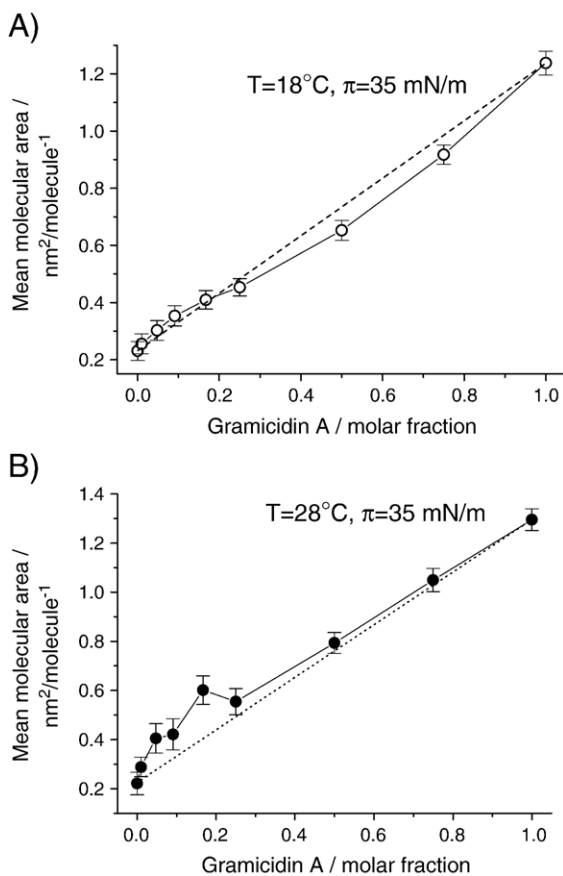 A)
T=18°C, π=35 mN/m
Mean molecular area /
nm²/molecule⁻¹
1.2
1.0
0.8
0.6
0.4
0.2
0.0 0.2 0.4 0.6 0.8 1.0
Gramicidin A / molar fraction
B)
T=28°C, π=35 mN/m
Mean molecular area /
nm²/molecule⁻¹
1.4
1.2
1.0
0.8
0.6
0.4
0.2
0.0 0.2 0.4 0.6 0.8 1.0
Gramicidin A / molar fraction